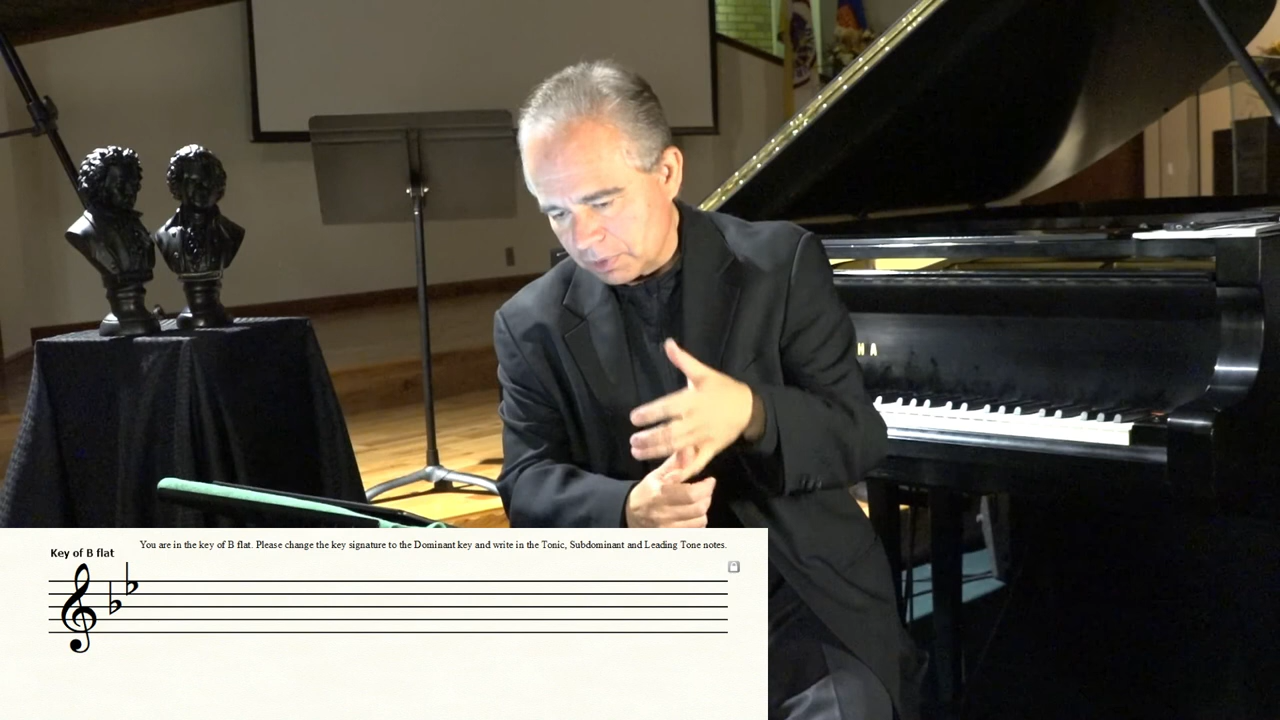 NA
You are in the key of B flat. Please change the key signature to the Dominant key and write in the Tonic, Subdominant and Leading Tone notes.
Key of B flat